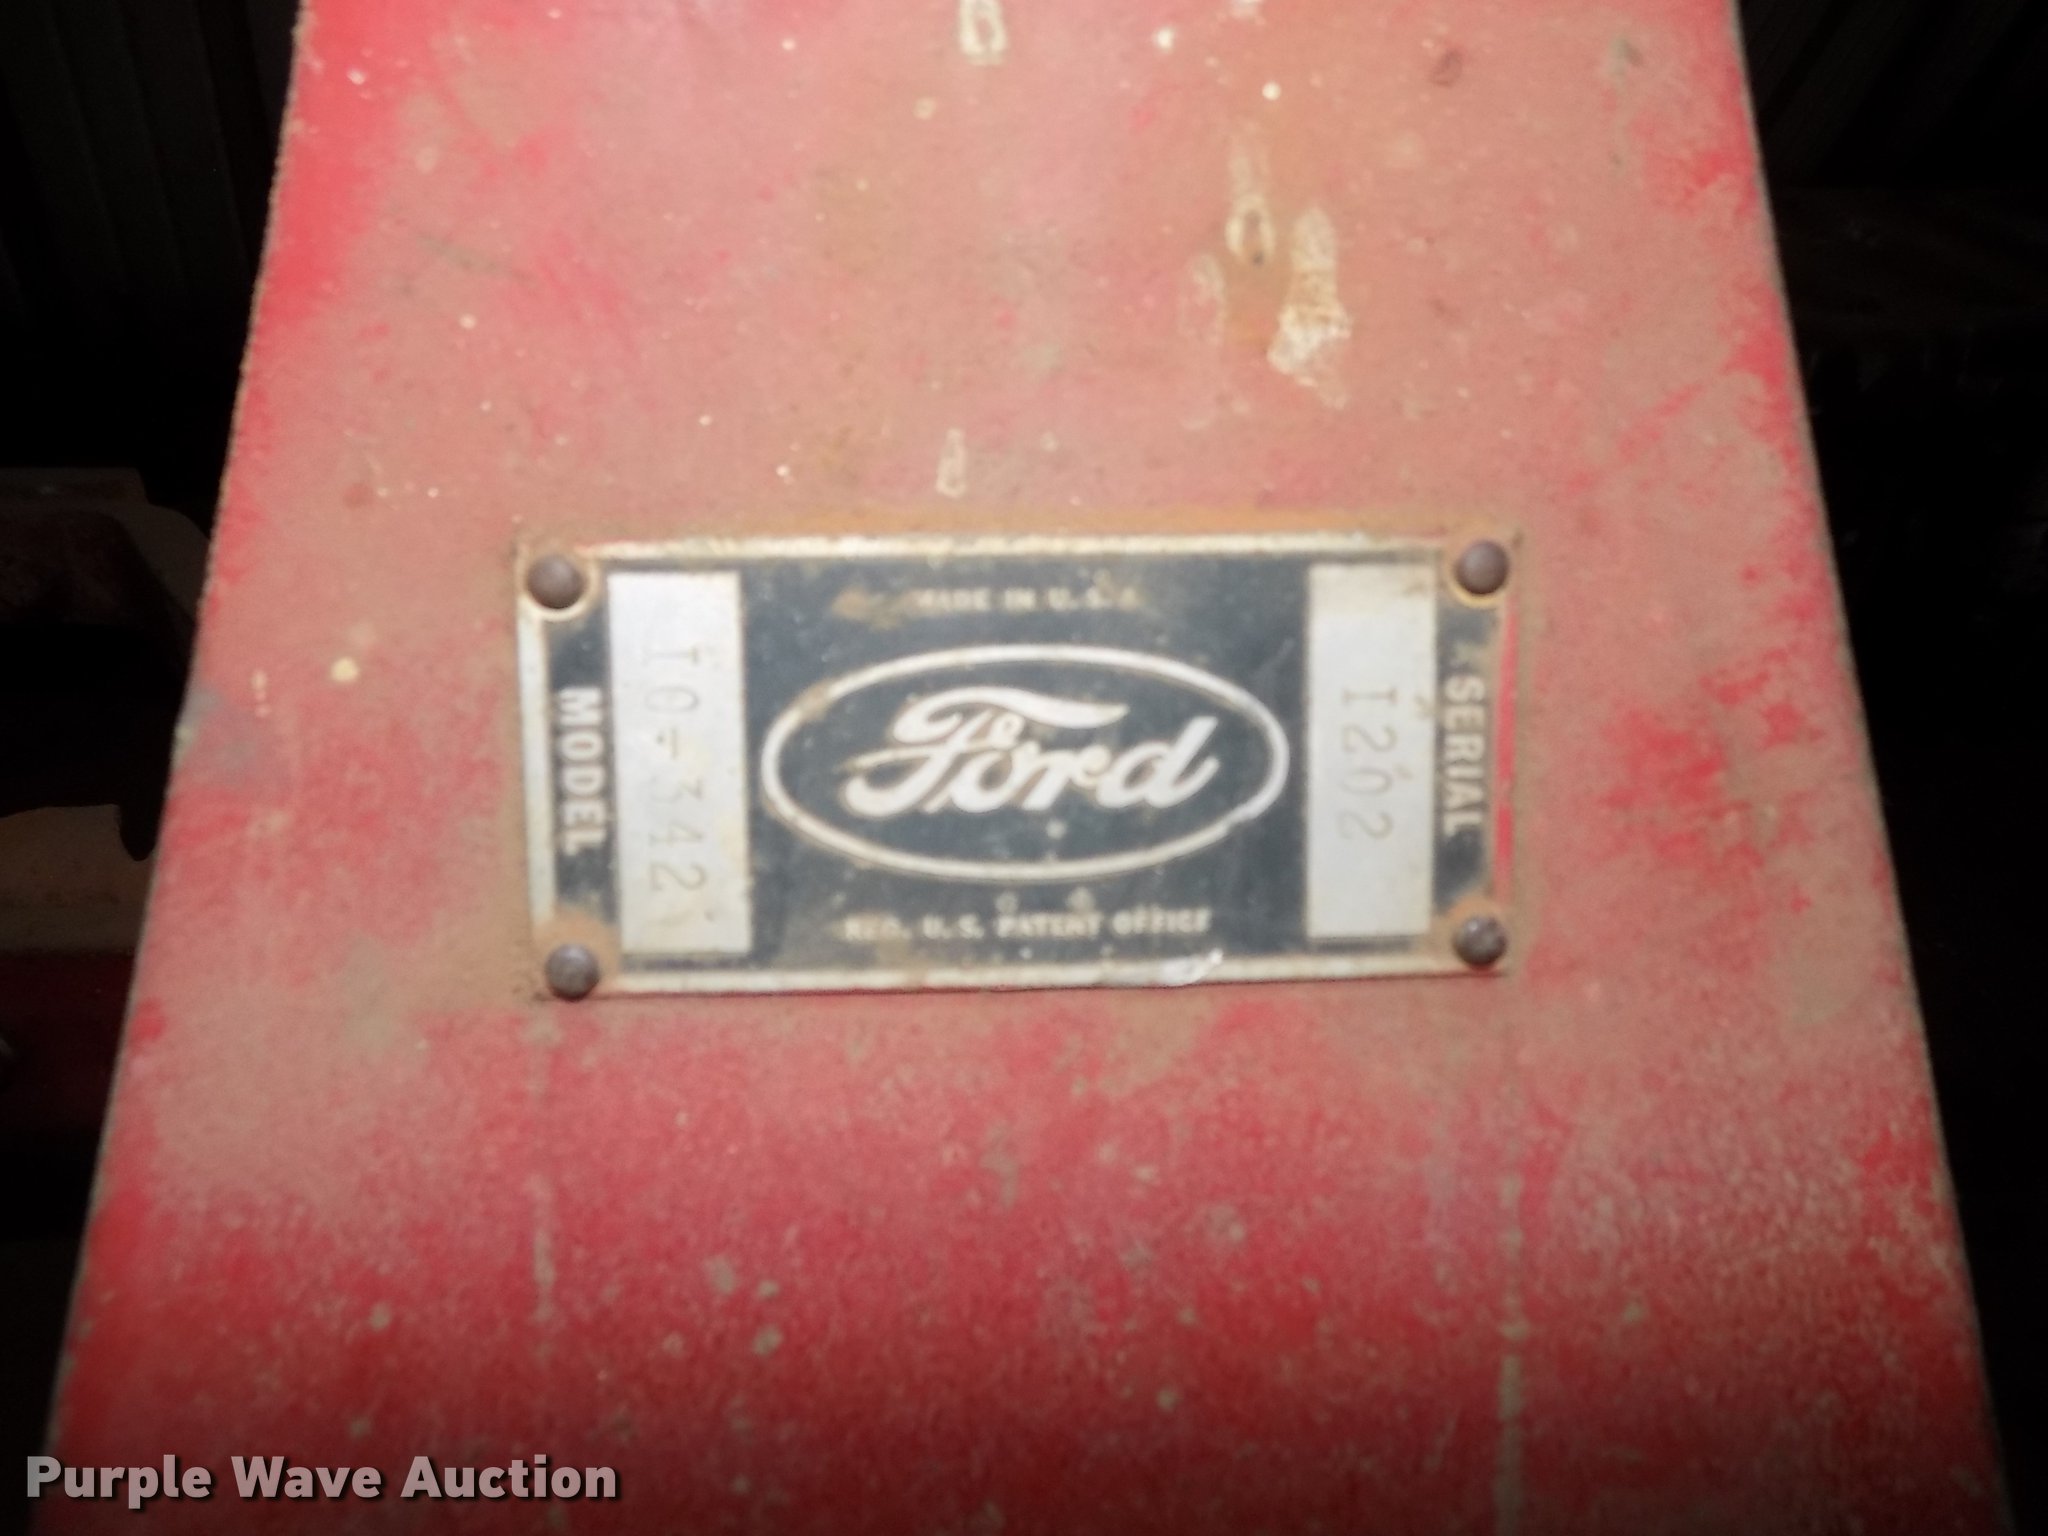 MADE IN U.S.A.
MODEL
10-342
Ford
1202
SERIAL
REG. U.S. PATENT OFFICE
Purple Wave Auction